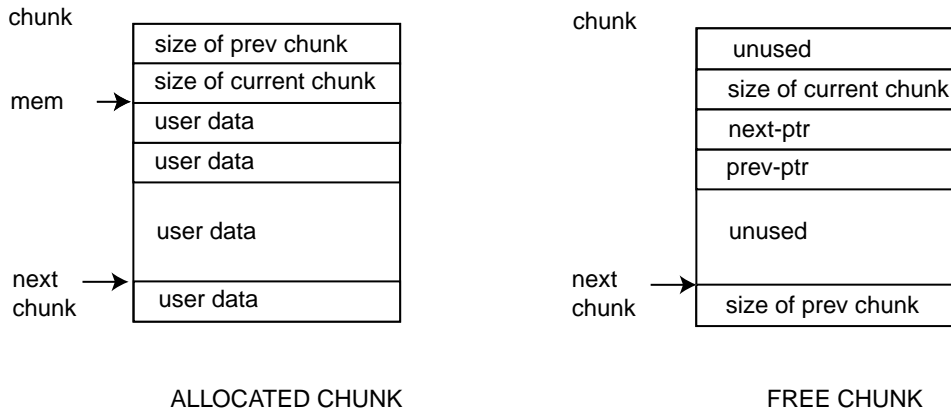 chunk
size of prev chunk
size of current chunk
mem
user data
user data
user data
next
chunk
user data
ALLOCATED CHUNK
chunk
unused
size of current chunk
next-ptr
prev-ptr
unused
next
chunk
size of prev chunk
FREE CHUNK